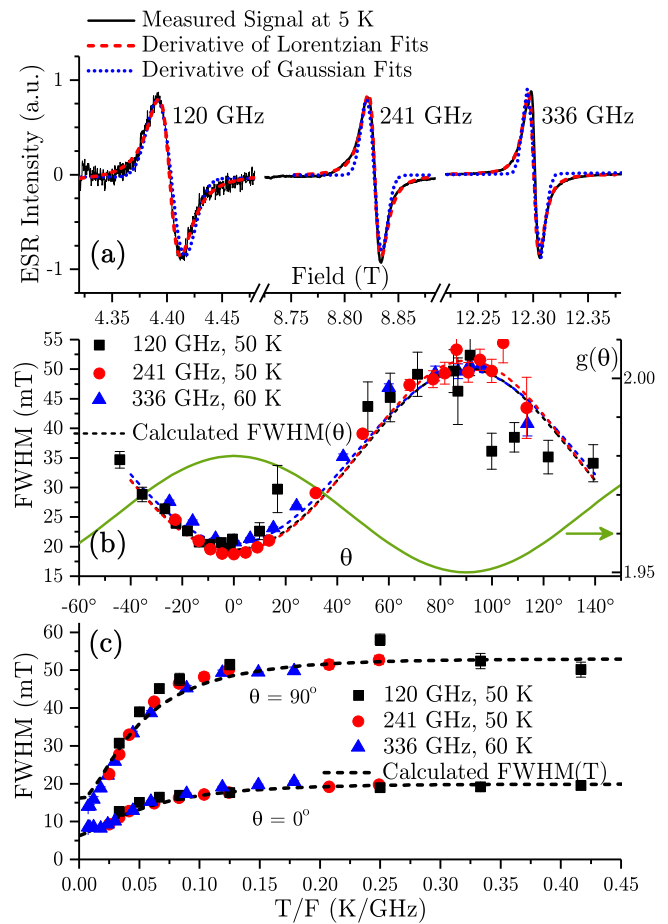 Measured Signal at 5 K
Derivative of Lorentzian Fits
Derivative of Gaussian Fits
ESR Intensity (a.u.)
1
0
-1
120 GHz
241 GHz
336 GHz
(a)
Field (T)
4.35 4.40 4.45 8.75 8.80 8.85 12.25 12.30 12.35
FWHM (mT)
55
50
45
40
35
30
25
20
15
120 GHz, 50 K
241 GHz, 50 K
336 GHz, 60 K
Calculated FWHM(θ)
g(θ)
2.00
1.95
(b)
θ
-60° -40° -20° 0° 20° 40° 60° 80° 100° 120° 140°
FWHM (mT)
60
50
40
30
20
10
0
(c)
θ = 90°
120 GHz, 50 K
241 GHz, 50 K
336 GHz, 60 K
Calculated FWHM(T)
θ = 0°
0.00 0.05 0.10 0.15 0.20 0.25 0.30 0.35 0.40 0.45
T/F (K/GHz)